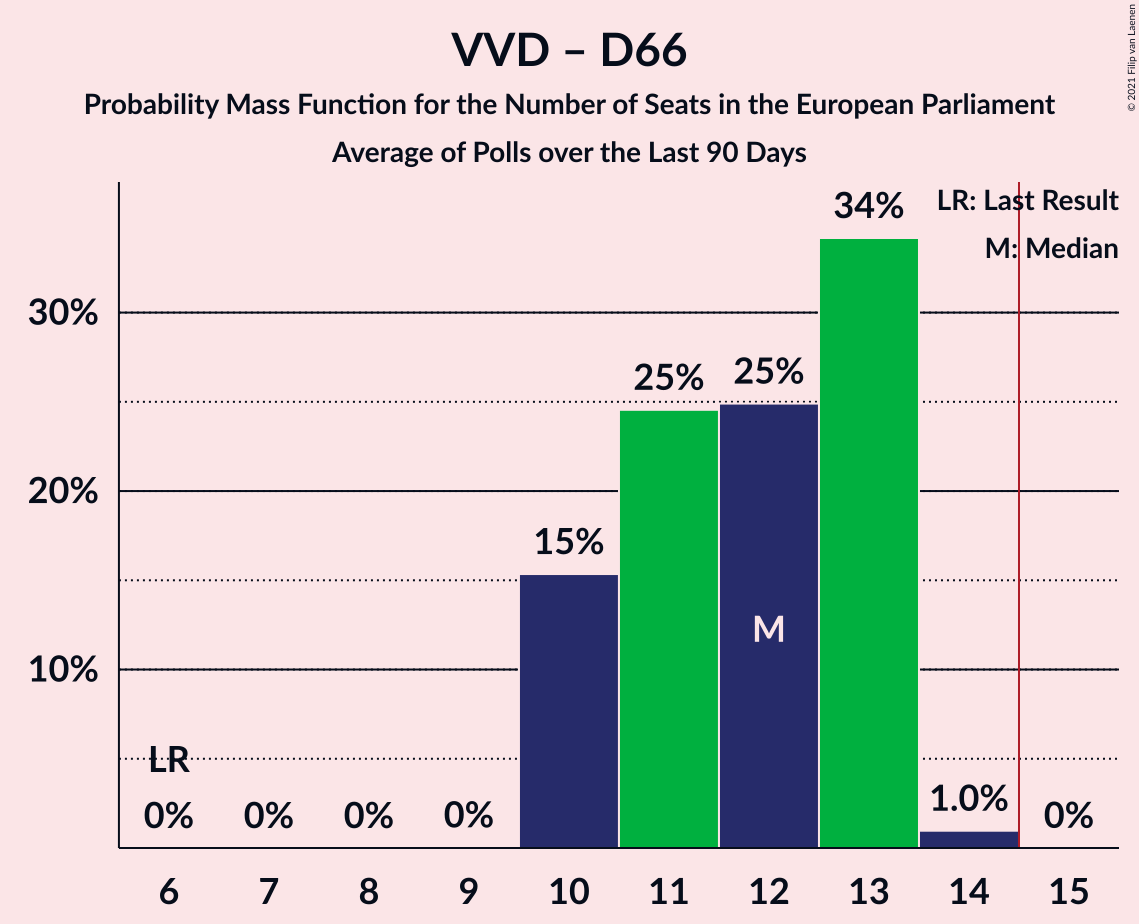 VVD – D66
Probability Mass Function for the Number of Seats in the European Parliament
Average of Polls over the Last 90 Days
© 2021 Filip van Laenen
LR: Last Result
M: Median
34%
30%
25%
25%
20%
15%
M
10%
LR
0%
0%
0%
0%
1.0%
0%
6
7
8
9
10
11
12
13
14
15